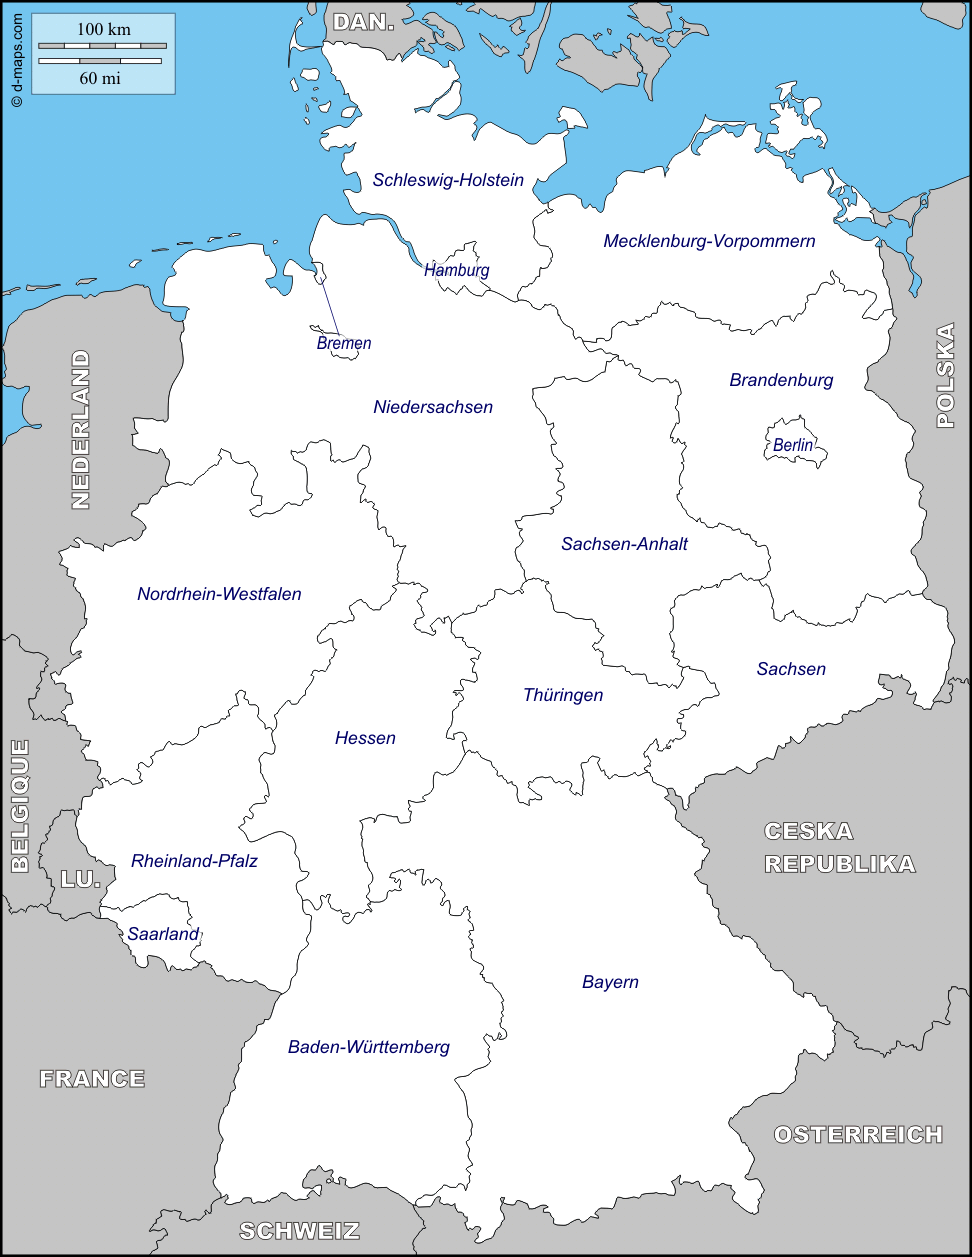 © d-maps.com
100 km
60 mi
DAN.
Schleswig-Holstein
Mecklenburg-Vorpommern
Hamburg
Bremen
NEDERLAND
POLSKA
Brandenburg
Niedersachsen
Berlin
Sachsen-Anhalt
Nordrhein-Westfalen
Sachsen
Thüringen
Hessen
BELGIQUE
CESKA
REPUBLIKA
Rheinland-Pfalz
LU.
Saarland
Bayern
Baden-Württemberg
FRANCE
OSTERREICH
SCHWEIZ